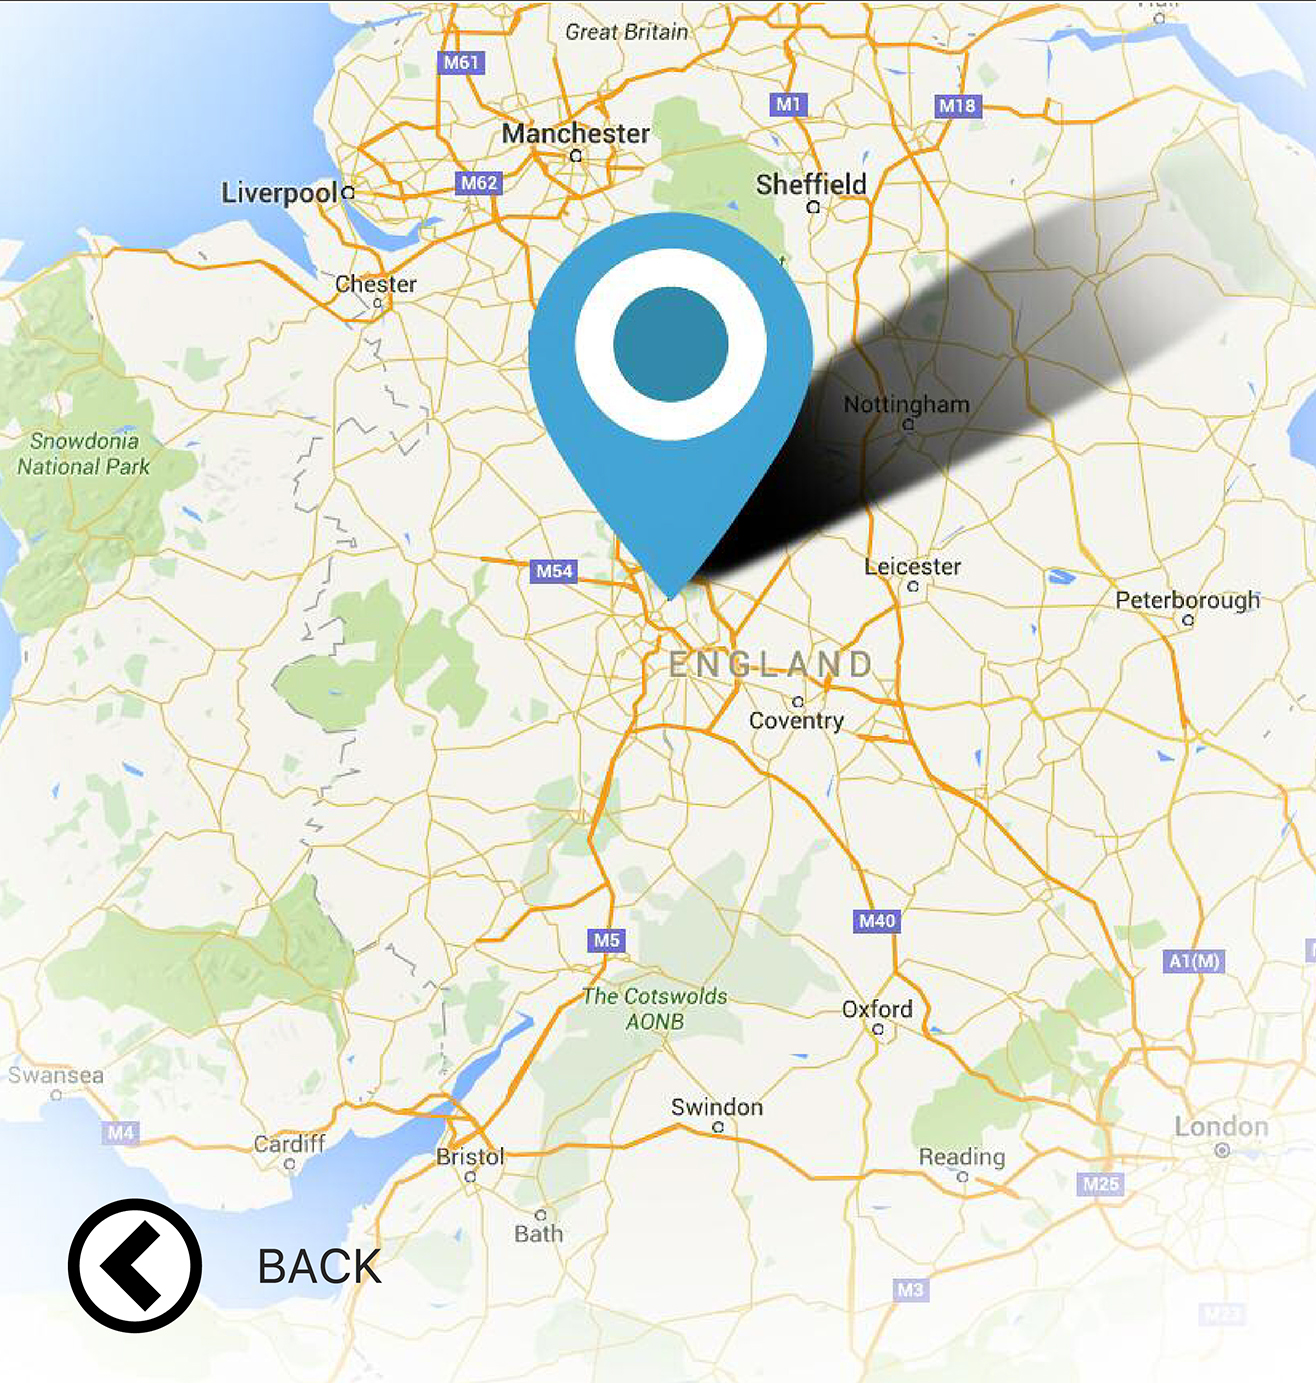 Great Britain
M61
M1
M18
Manchester
M62
Sheffield
Liverpool
Chester
Nottingham
Snowdonia
National Park
M54
Leicester
Peterborough
ENGLAND
Coventry
M40
M5
A1(M)
The Cotswolds
AONB
Oxford
Swansea
Swindon
London
M4
Cardiff
Bristol
Reading
M25
Bath
BACK
M3
M23